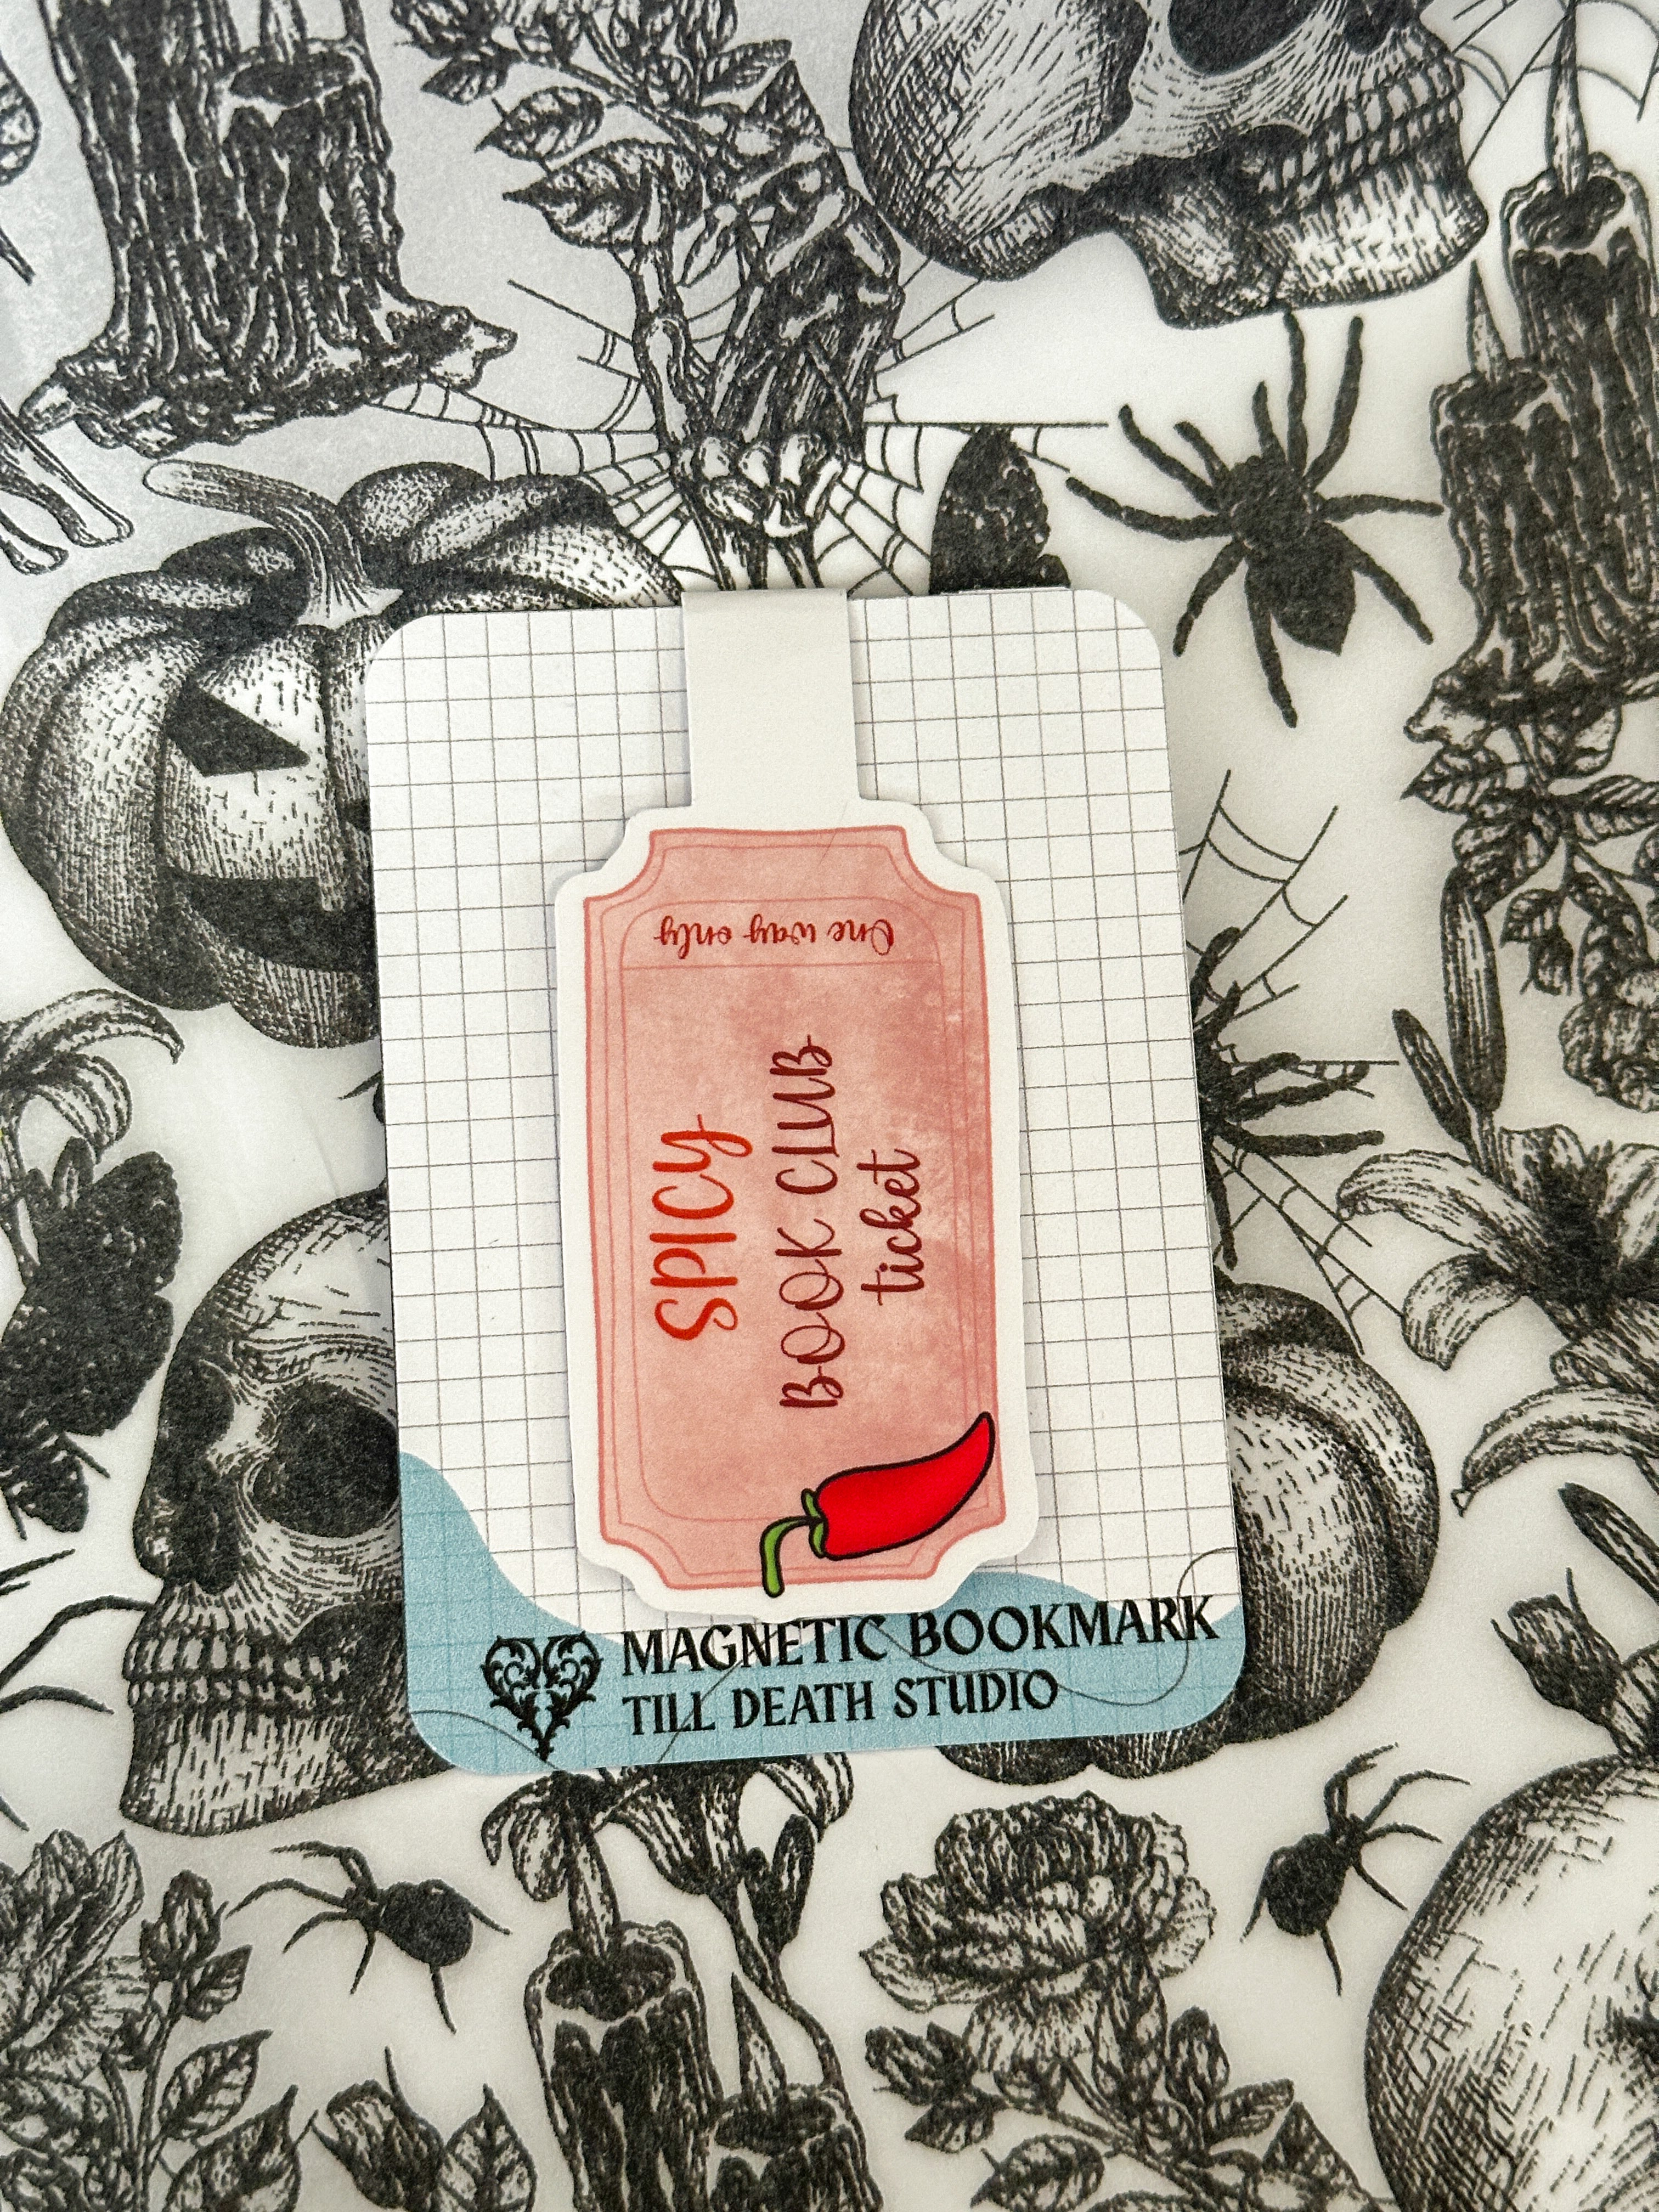 One way only
SPICY
BOOK CLUB
ticket
MAGNETIC BOOKMARK
TILL DEATH STUDIO